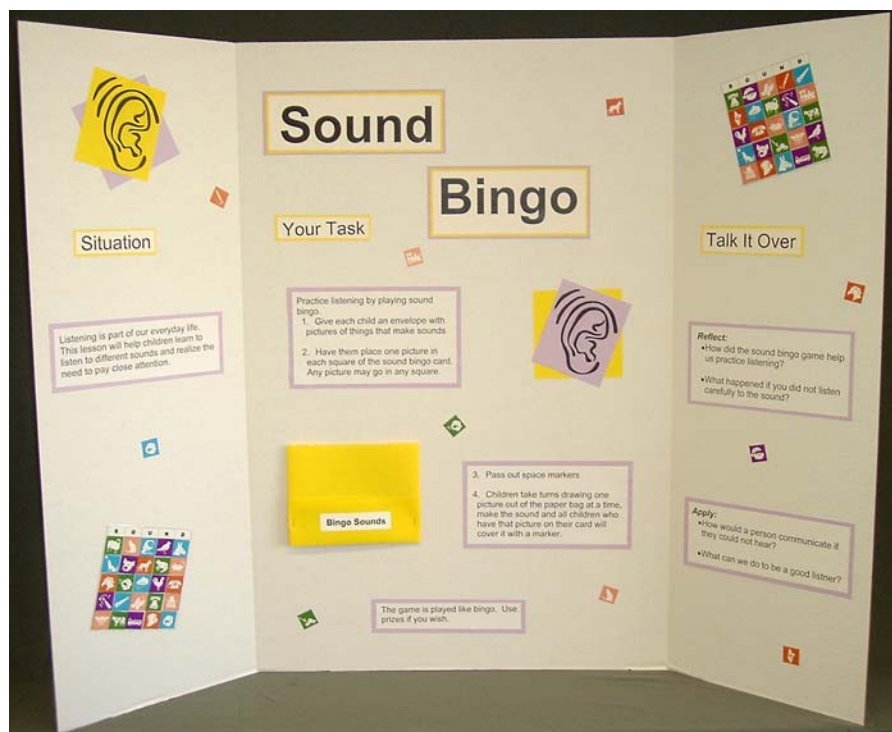 Sound
Bingo
Situation
Listening is part of our everyday life.
This lesson will help children learn to
listen to different sounds and realize the
need to pay close attention.
S O U N D
Your Task
Practice listening by playing sound
bingo.
1. Give each child an envelope with
pictures of things that make sounds
2. Have them place one picture in
each square of the sound bingo card.
Any picture may go in any square.
Bingo Sounds
3. Pass out space markers
4. Children take turns drawing one
picture out of the paper bag at a time,
make the sound and all children who
have that picture on their card will
cover it with a marker.
The game is played like bingo. Use
prizes if you wish.
S O U N D
Talk It Over
Reflect:
•How did the sound bingo game help
us practice listening?
•What happened if you did not listen
carefully to the sound?
Apply:
•How would a person communicate if
they could not hear?
•What can we do to be a good listner?